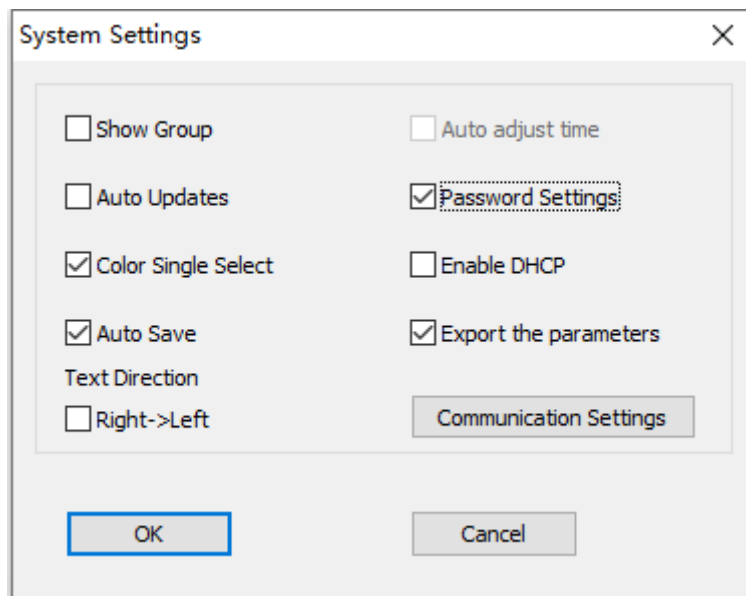 System Settings
Show Group
Auto adjust time
Auto Updates
Password Settings
Color Single Select
Enable DHCP
Auto Save
Export the parameters
Text Direction
Right->Left
Communication Settings
OK
Cancel